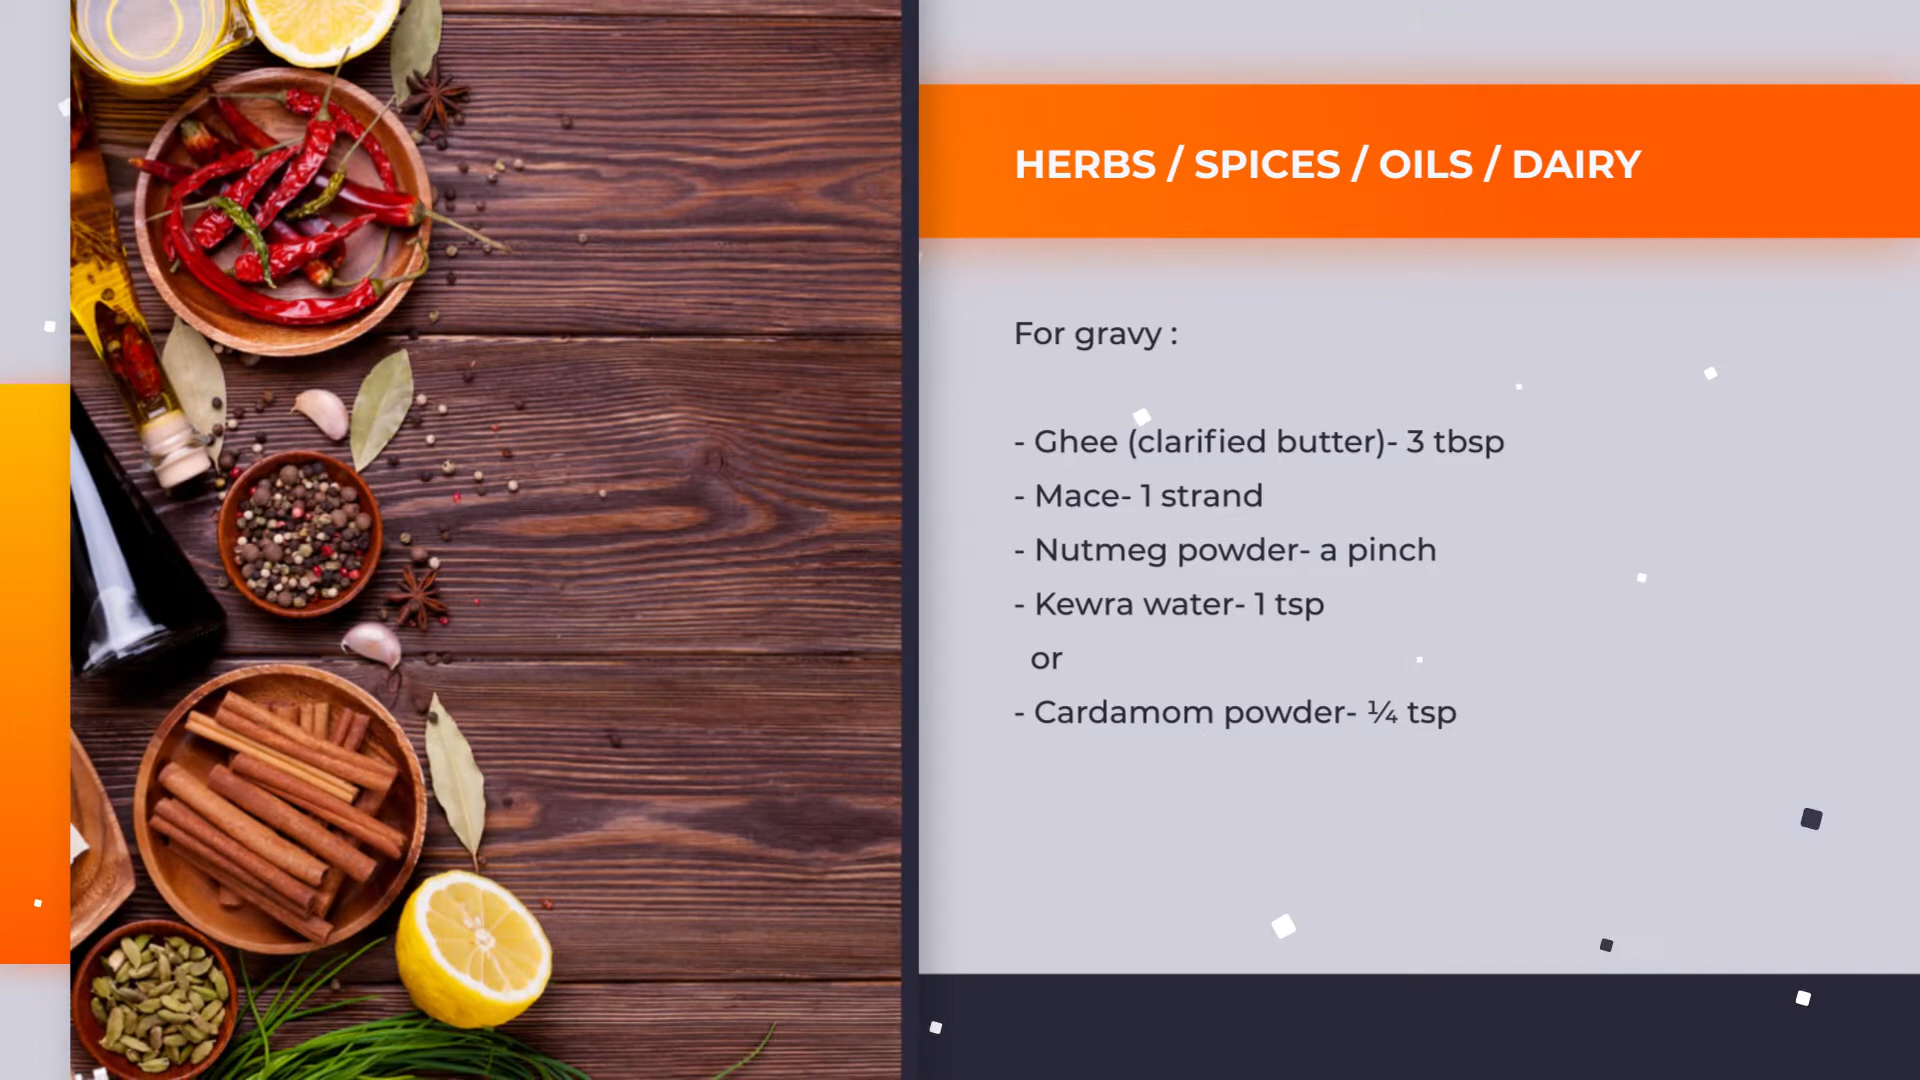 HERBS / SPICES / OILS / DAIRY
For gravy :
- Ghee (clarified butter)- 3 tbsp
- Mace- 1 strand
- Nutmeg powder- a pinch
- Kewra water- 1 tsp
or
- Cardamom powder- ¼ tsp